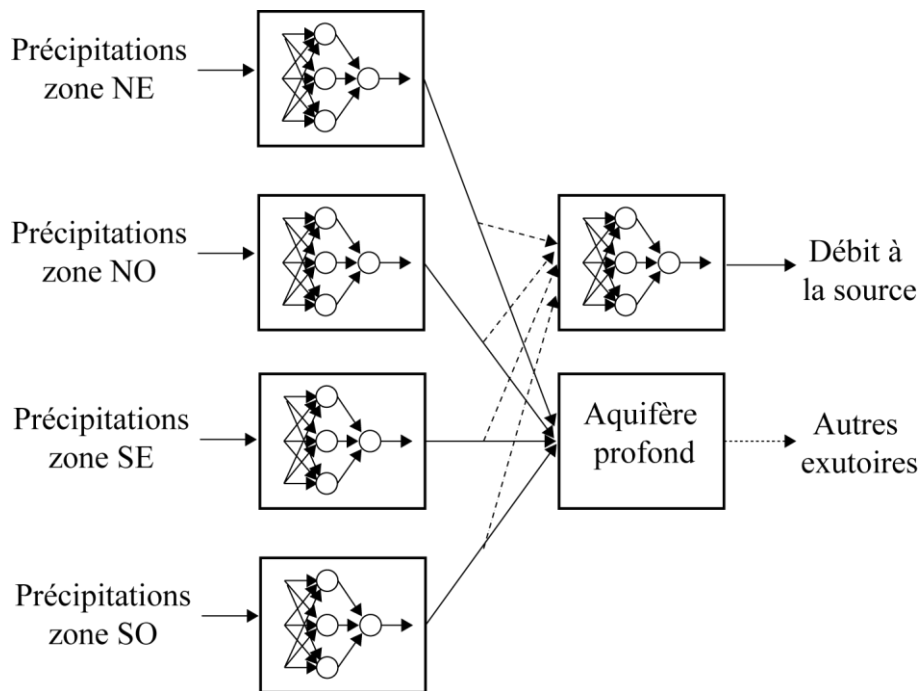 Précipitations
zone NE
Précipitations
zone NO
Débit à
la source
Précipitations
zone SE
Aquifère
profond
Autres
exutoires
Précipitations
zone SO